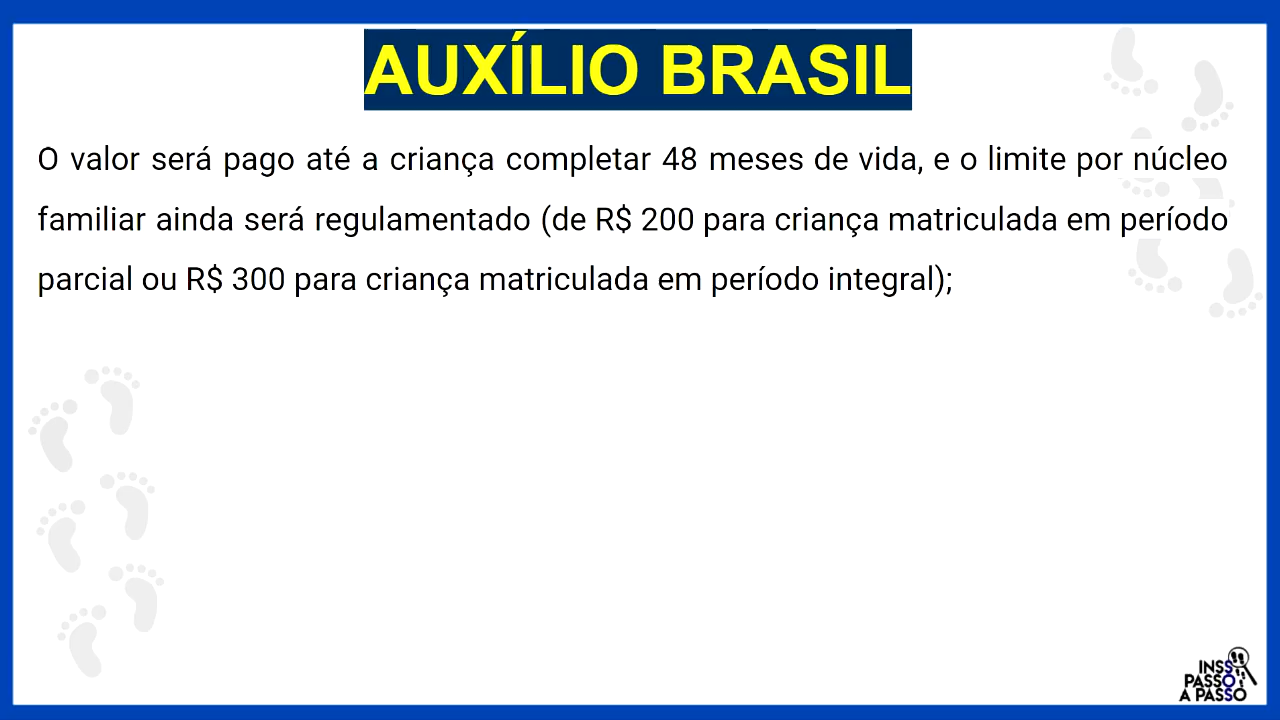 AUXÍLIO BRASIL
O valor será pago até a criança completar 48 meses de vida, e o limite por núcleo
familiar ainda será regulamentado (de R$ 200 para criança matriculada em período
parcial ou R$ 300 para criança matriculada em período integral);
INSS
PASSO
A PASSO